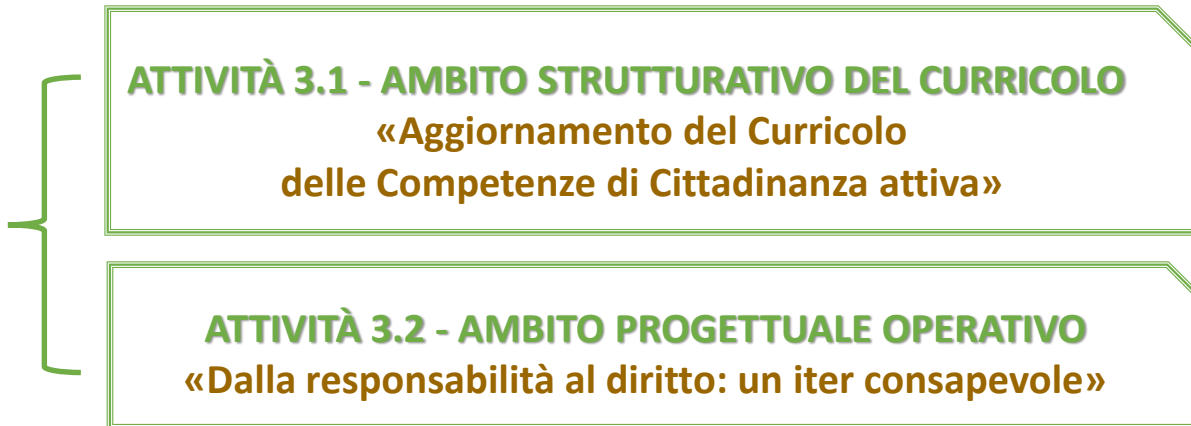 ATTIVITÀ 3.1 - AMBITO STRUTTURATIVO DEL CURRICOLO
«Aggiornamento del Curricolo
delle Competenze di Cittadinanza attiva»
ATTIVITÀ 3.2 - AMBITO PROGETTUALE OPERATIVO
«Dalla responsabilità al diritto: un iter consapevole»